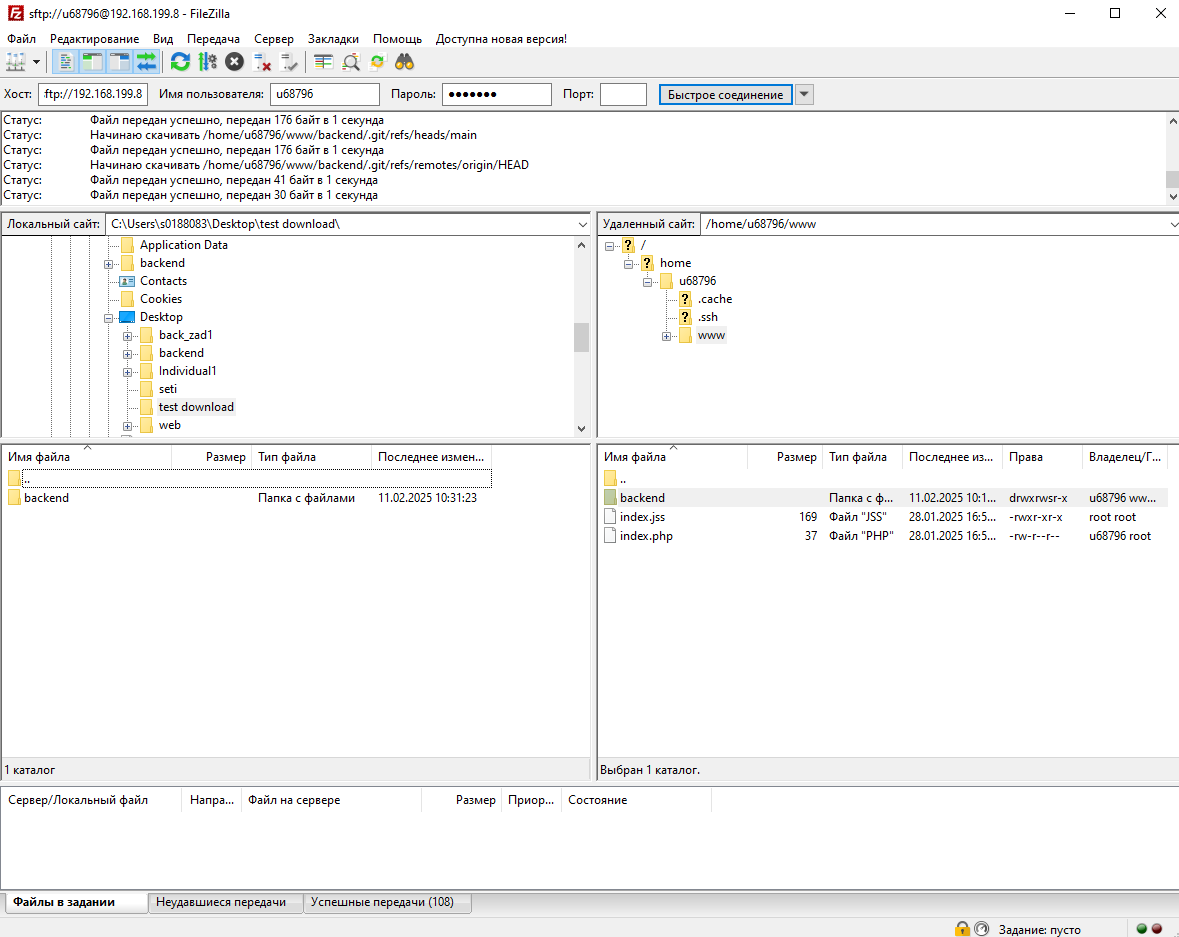 sftp://u68796@192.168.199.8 - FileZilla
Файл Редактирование Вид Передача Сервер Закладки Помощь Доступна новая версия!
Хост: ftp://192.168.199.8 Имя пользователя: u68796 Пароль: ●●●●●●● Порт: Быстрое соединение
Статус: Файл передан успешно, передан 176 байт в 1 секунда
Статус: Начинаю скачивать /home/u68796/www/backend/.git/refs/heads/main
Статус: Файл передан успешно, передан 176 байт в 1 секунда
Статус: Начинаю скачивать /home/u68796/www/backend/.git/refs/remotes/origin/HEAD
Статус: Файл передан успешно, передан 41 байт в 1 секунда
Статус: Файл передан успешно, передан 30 байт в 1 секунда
Локальный сайт: C:\Users\s0188083\Desktop\test download\
Application Data
backend
Contacts
Cookies
Desktop
back_zad1
backend
Individual1
seti
test download
web
Удаленный сайт: /home/u68796/www
/
home
u68796
.cache
.ssh
www
Имя файла Размер Тип файла Последнее измен...
..
backend Папка с файлами 11.02.2025 10:31:23
1 каталог
Имя файла Размер Тип файла Последнее из... Права Владелец/Г...
..
backend Папка с ф... 11.02.2025 10:1... drwxrwsr-x u68796 ww...
index.jss 169 Файл "JSS" 28.01.2025 16:5... -rwxr-xr-x root root
index.php 37 Файл "PHP" 28.01.2025 16:5... -rw-r--r-- u68796 root
Выбран 1 каталог.
Сервер/Локальный файл Напра... Файл на сервере Размер Приор... Состояние
Файлы в задании Неудавшиеся передачи Успешные передачи (108)
Задание: пусто